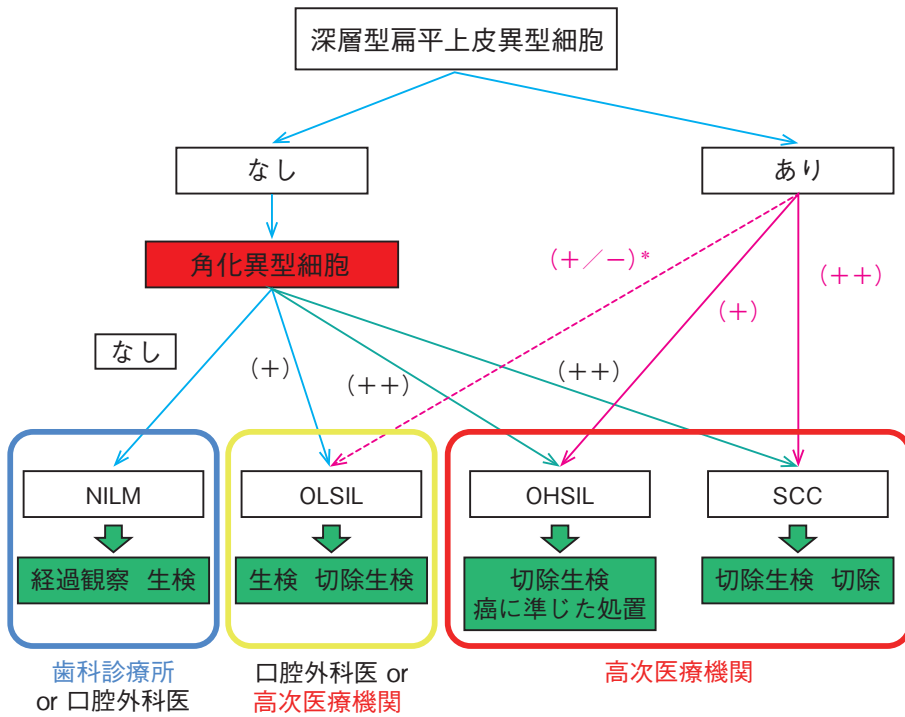 深層型扁平上皮異型細胞
なし
あり
角化異型細胞
(+/−)*
(++)
(+)
なし
(+)
(++)
(++)
NILM
OLSIL
OHSIL
SCC
経過観察 生検
生検 切除生検
切除生検
癌に準じた処置
切除生検 切除
歯科診療所
or 口腔外科医
口腔外科医 or
高次医療機関
高次医療機関